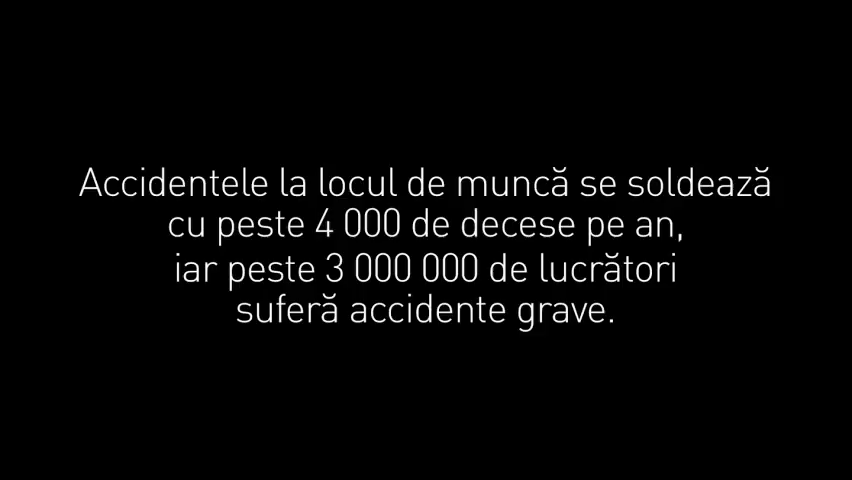 Accidentele la locul de muncă se soldează
cu peste 4 000 de decese pe an,
iar peste 3 000 000 de lucrători
suferă accidente grave.